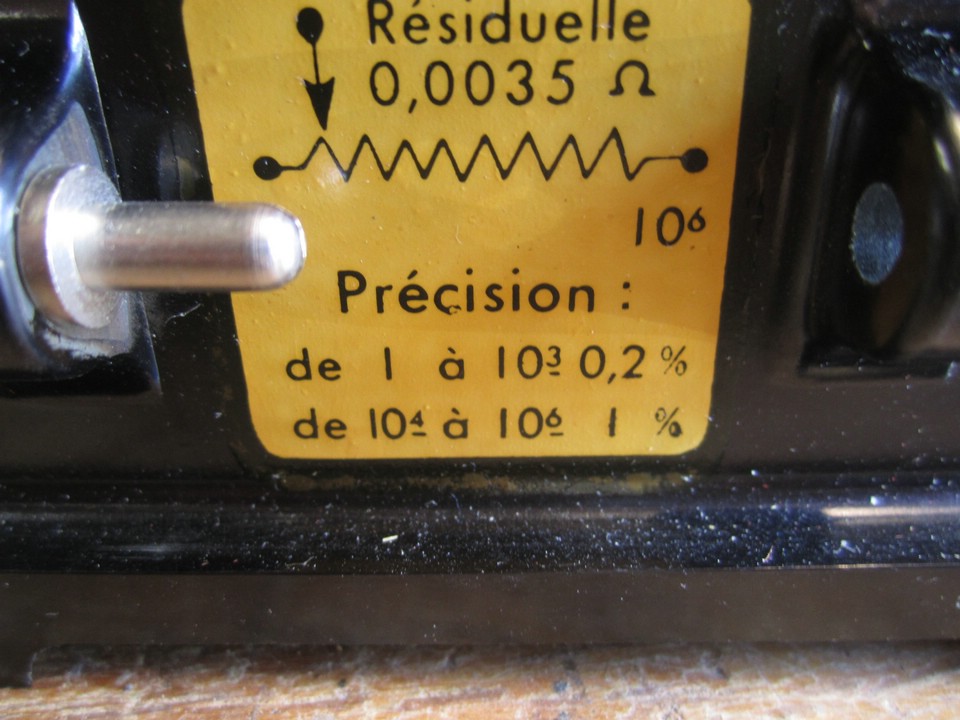 Résiduelle
0,0035 Ω
10⁶
Précision :
de 1 à 10³ 0,2 %
de 10⁴ à 10⁶ 1 %